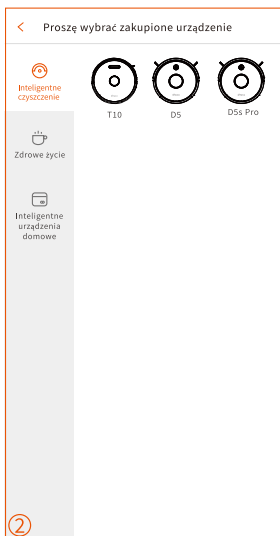 < Proszę wybrać zakupione urządzenie
Inteligentne
czyszczenie
T10
D5
D5s Pro
Zdrowe życie
Inteligentne
urządzenia
domowe
②